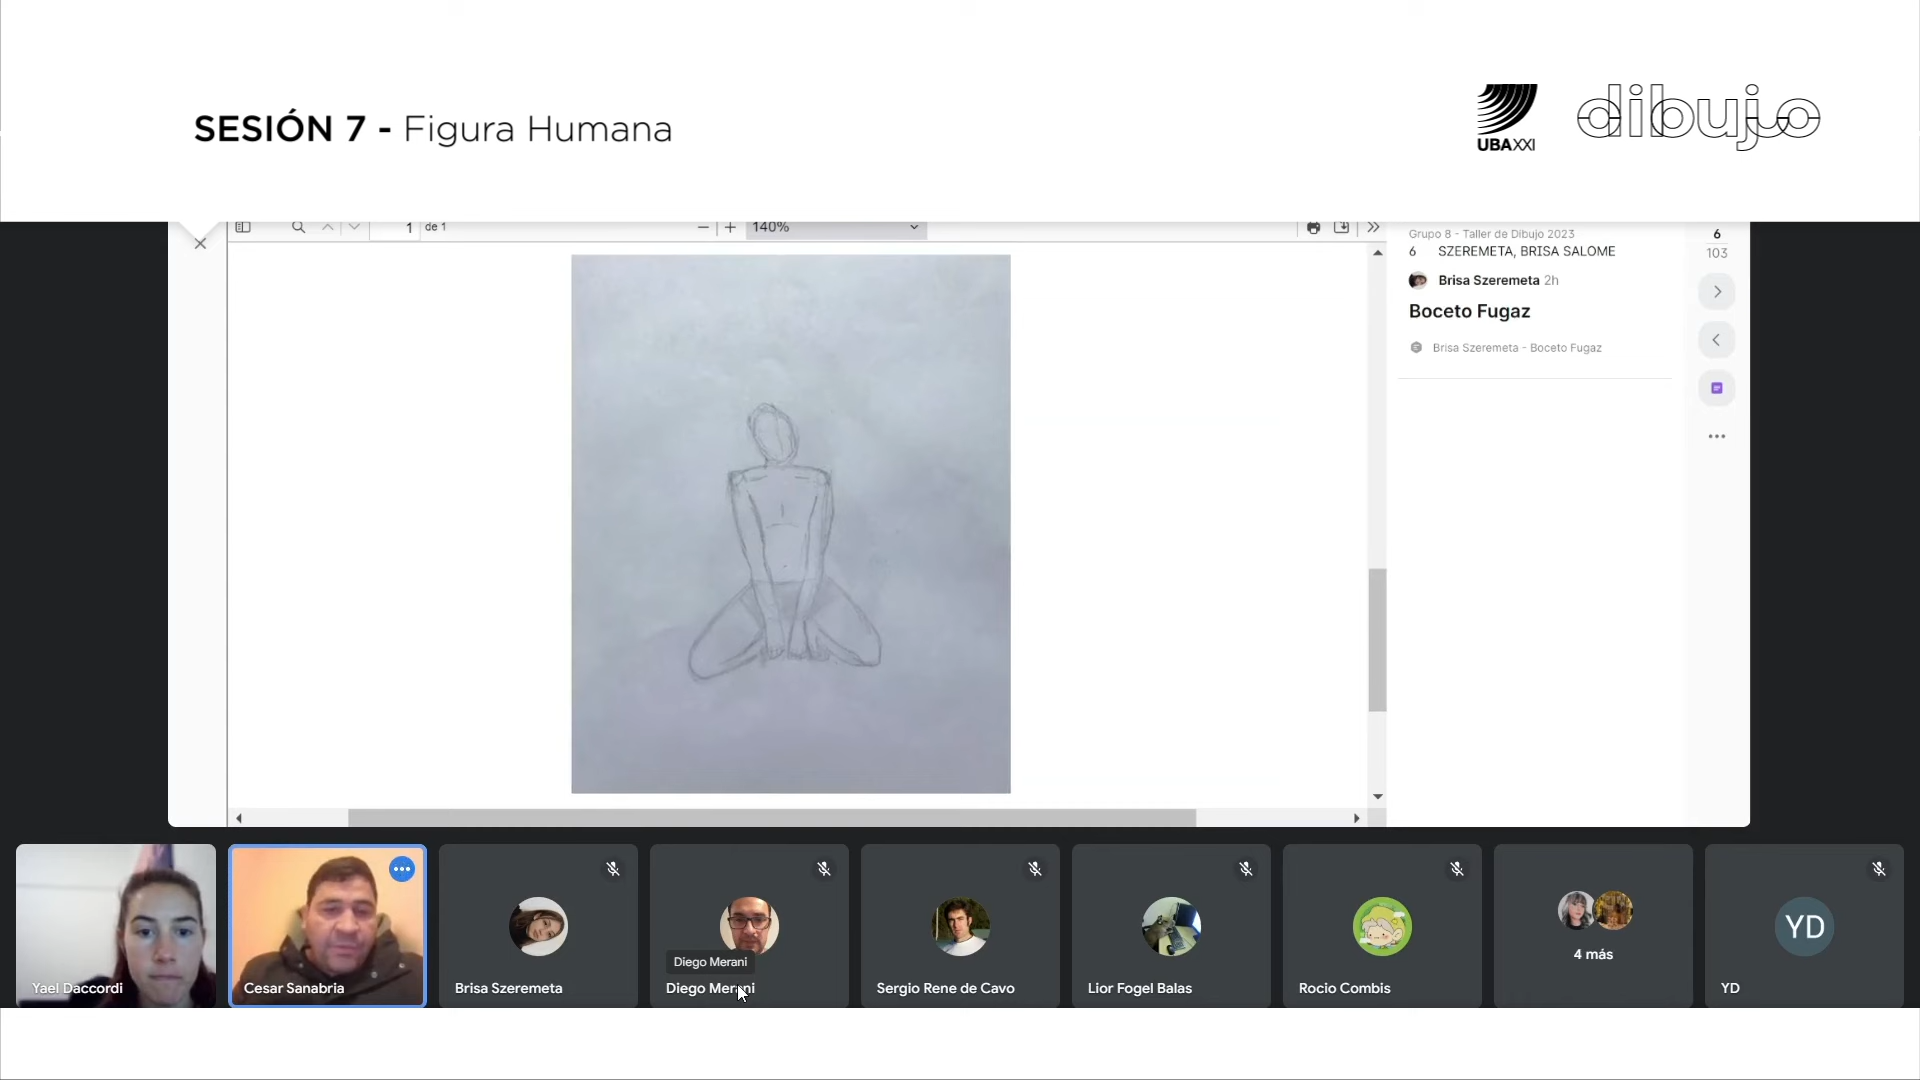 SESIÓN 7 - Figura Humana
UBAXXI
dibujo
1 de 1
140%
Grupo 8 - Taller de Dibujo 2023
6 SZEREMETA, BRISA SALOME
Brisa Szeremeta 2h
Boceto Fugaz
Brisa Szeremeta - Boceto Fugaz
6
103
Yael Daccordi
Cesar Sanabria
Brisa Szeremeta
Diego Merani
Diego Merani
Sergio Rene de Cavo
Lior Fogel Balas
Rocio Combis
4 más
YD
YD